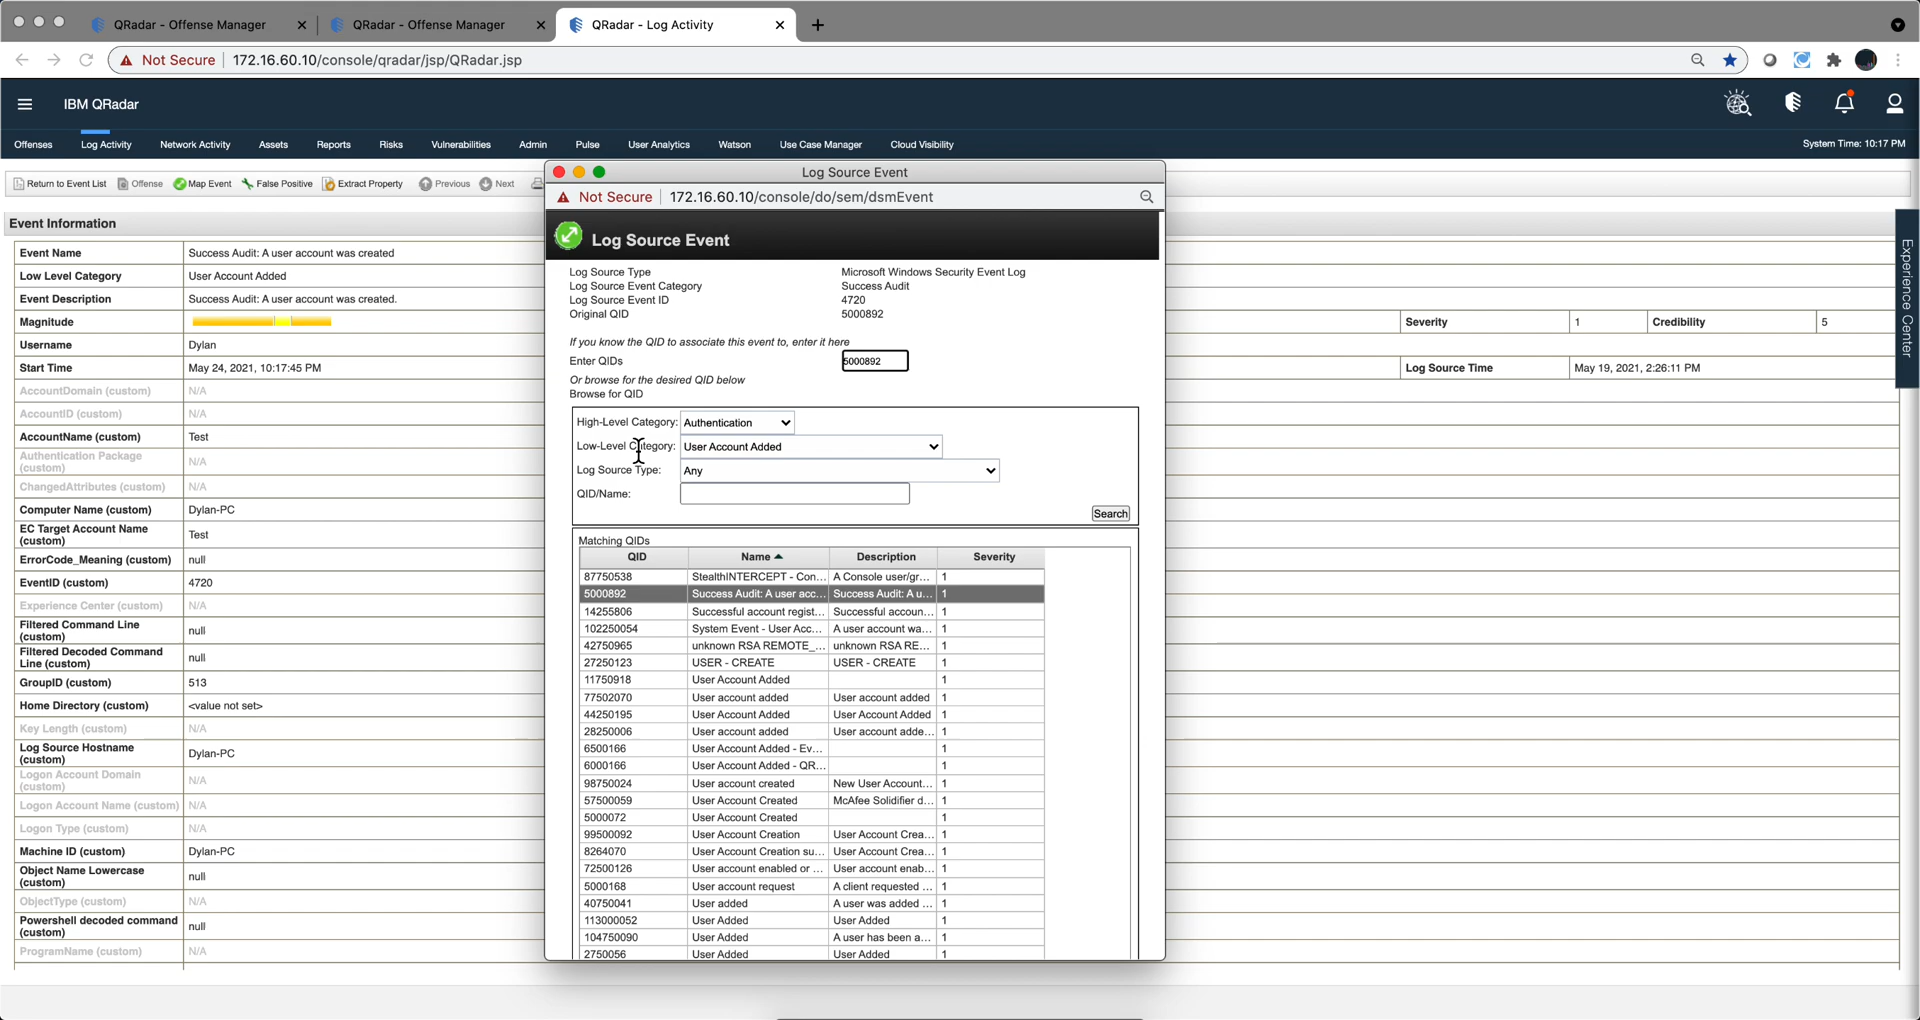 QRadar - Offense Manager
QRadar - Offense Manager
QRadar - Log Activity
Not Secure 172.16.60.10/console/qradar/jsp/QRadar.jsp
IBM QRadar
Offenses Log Activity Network Activity Assets Reports Risks Vulnerabilities Admin Pulse User Analytics Watson Use Case Manager Cloud Visibility System Time: 10:17 PM
Return to Event List Offense Map Event False Positive Extract Property Previous Next
Event Information
Event Name Success Audit: A user account was created
Low Level Category User Account Added
Event Description Success Audit: A user account was created.
Magnitude Severity 1 Credibility 5
Username Dylan
Start Time May 24, 2021, 10:17:45 PM Log Source Time May 19, 2021, 2:26:11 PM
AccountDomain (custom) N/A
AccountID (custom) N/A
AccountName (custom) Test
Authentication Package
(custom) N/A
ChangedAttributes (custom) N/A
Computer Name (custom) Dylan-PC
EC Target Account Name
(custom) Test
ErrorCode_Meaning (custom) null
EventID (custom) 4720
Experience Center (custom) N/A
Filtered Command Line
(custom) null
Filtered Decoded Command
Line (custom) null
GroupID (custom) 513
Home Directory (custom) <value not set>
Key Length (custom) N/A
Log Source Hostname
(custom) Dylan-PC
Logon Account Domain
(custom) N/A
Logon Account Name (custom) N/A
Logon Type (custom) N/A
Machine ID (custom) Dylan-PC
Object Name Lowercase
(custom) null
ObjectType (custom) N/A
Powershell decoded command
(custom) null
ProgramName (custom) N/A
Experience Center
Log Source Event
Not Secure 172.16.60.10/console/do/sem/dsmEvent
Log Source Event
Log Source Type Microsoft Windows Security Event Log
Log Source Event Category Success Audit
Log Source Event ID 4720
Original QID 5000892
If you know the QID to associate this event to, enter it here
Enter QIDs 5000892
Or browse for the desired QID below
Browse for QID
High-Level Category: Authentication
Low-Level Category: User Account Added
Log Source Type: Any
QID/Name:
Search
Matching QIDs
QID Name Description Severity
87750538 StealthINTERCEPT - Con... A Console user/gr... 1
5000892 Success Audit: A user acc... Success Audit: A u... 1
14255806 Successful account regist... Successful accoun... 1
102250054 System Event - User Acc... A user account wa... 1
42750965 unknown RSA REMOTE_... unknown RSA RE... 1
27250123 USER - CREATE USER - CREATE 1
11750918 User Account Added 1
77502070 User account added User account added 1
44250195 User Account Added User Account Added 1
28250006 User account added User account adde... 1
6500166 User Account Added - Ev... 1
6000166 User Account Added - QR... 1
98750024 User account created New User Account... 1
57500059 User Account Created McAfee Solidifier d... 1
5000072 User Account Created 1
99500092 User Account Creation User Account Crea... 1
8264070 User Account Creation su... User Account Crea... 1
72500126 User account enabled or ... User account enab... 1
5000168 User account request A client requested ... 1
40750041 User added A user was added ... 1
113000052 User Added User Added 1
104750090 User Added A user has been a... 1
2750056 User Added User Added 1